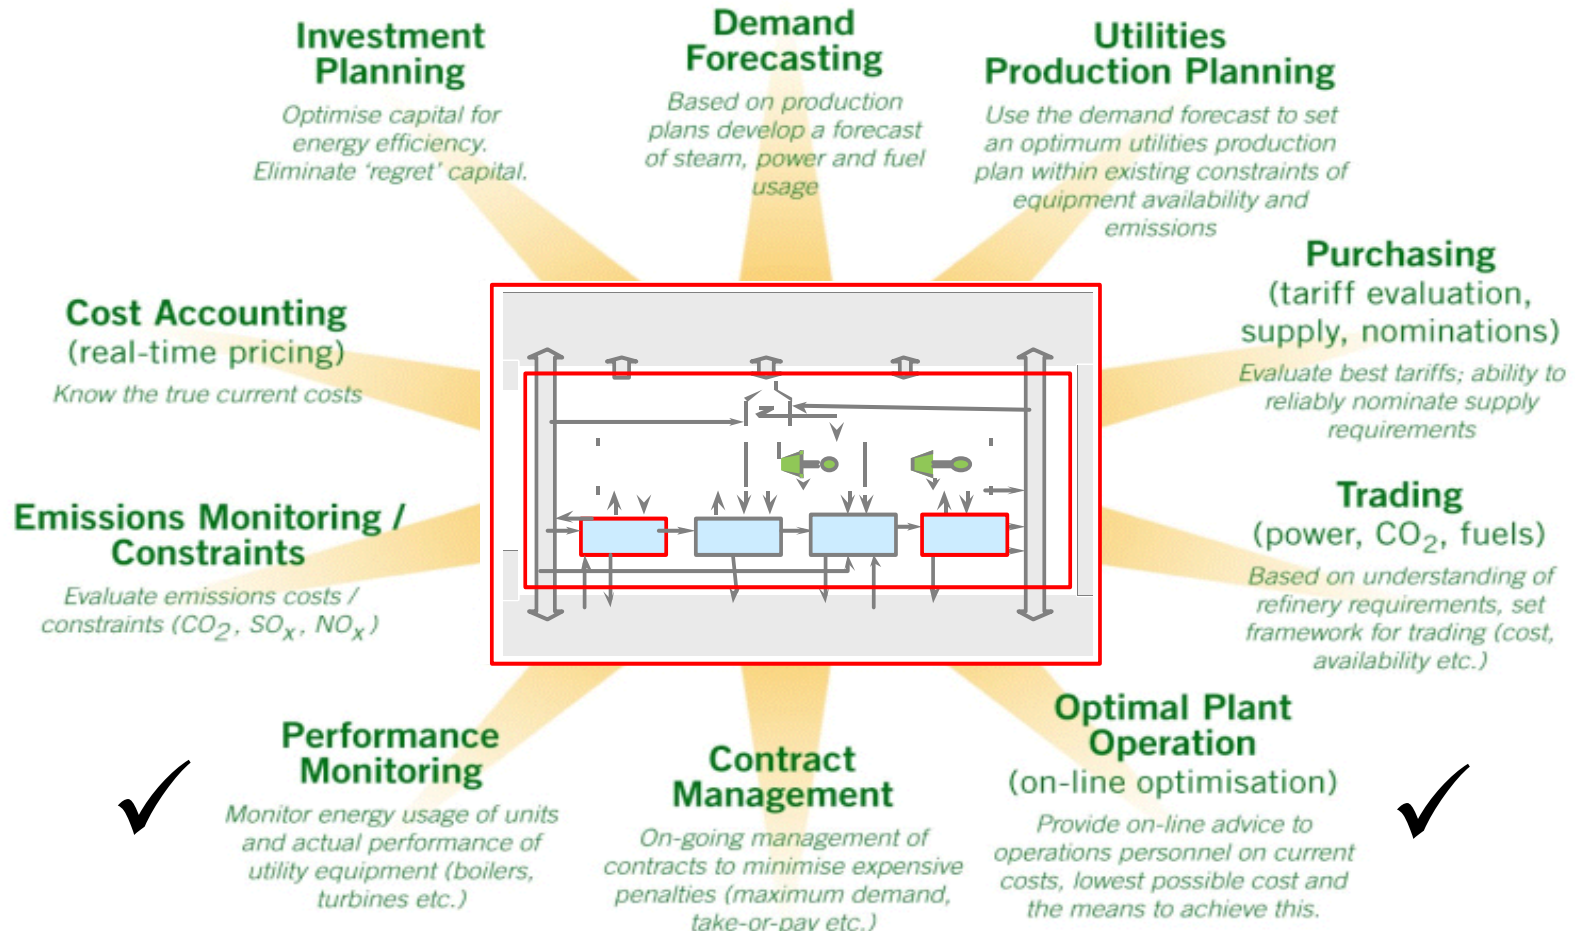 Investment
Planning
Optimise capital for
energy efficiency.
Eliminate ‘regret’ capital.
Demand
Forecasting
Based on production
plans develop a forecast
of steam, power and fuel
usage
Utilities
Production Planning
Use the demand forecast to set
an optimum utilities production
plan within existing constraints of
equipment availability and
emissions
Cost Accounting
(real-time pricing)
Know the true current costs
Purchasing
(tariff evaluation,
supply, nominations)
Evaluate best tariffs; ability to
reliably nominate supply
requirements
Emissions Monitoring /
Constraints
Evaluate emissions costs /
constraints (CO2, SOx, NOx)
Trading
(power, CO2, fuels)
Based on understanding of
refinery requirements, set
framework for trading (cost,
availability etc.)
Performance
Monitoring
Monitor energy usage of units
and actual performance of
utility equipment (boilers,
turbines etc.)
Contract
Management
On-going management of
contracts to minimise expensive
penalties (maximum demand,
take-or-pay etc.)
Optimal Plant
Operation
(on-line optimisation)
Provide on-line advice to
operations personnel on current
costs, lowest possible cost and
the means to achieve this.